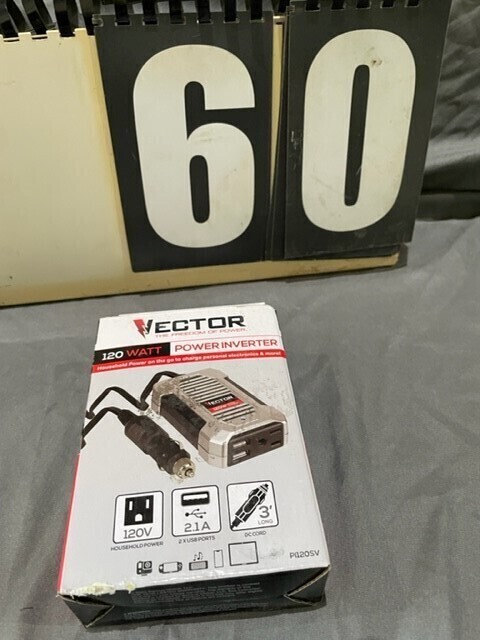 60
VECTOR
THE FREEDOM OF POWER
120 WATT POWER INVERTER
Household Power on the go to charge personal electronics & more!
VECTOR
120V
HOUSEHOLD POWER
2.1A
2 X USB PORTS
3'
LONG
DC CORD
PI120SV